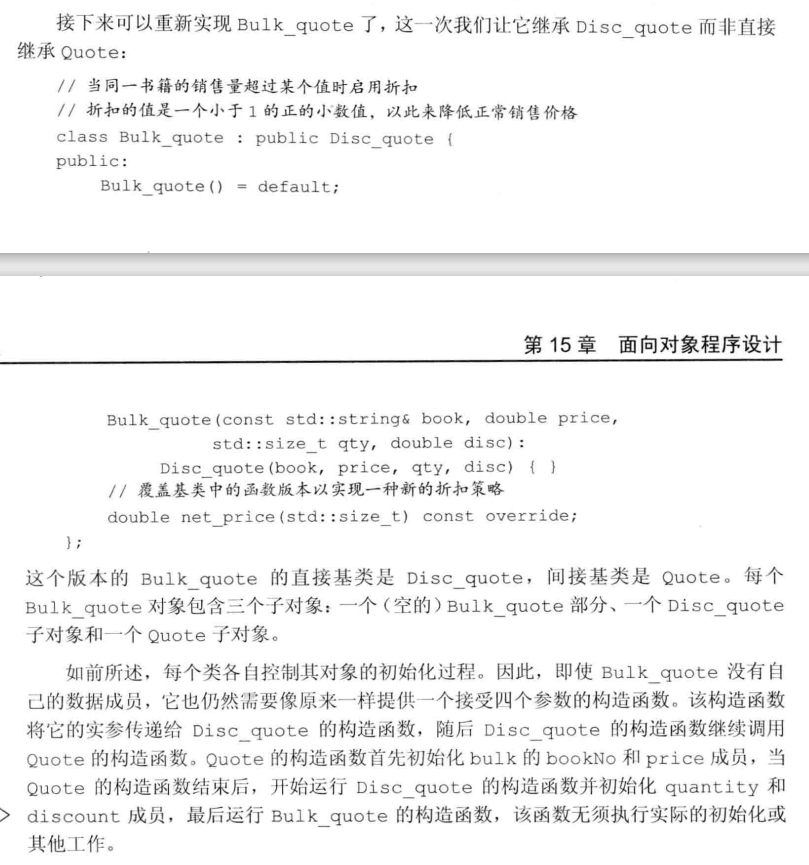 接下来可以重新实现 Bulk_quote 了，这一次我们让它继承 Disc_quote 而非直接
继承 Quote：
// 当同一书籍的销售量超过某个值时启用折扣
// 折扣的值是一个小于 1 的正的小数值，以此来降低正常销售价格
class Bulk_quote : public Disc_quote {
public:
Bulk_quote() = default;
第 15 章 面向对象程序设计
Bulk_quote(const std::string& book, double price,
std::size_t qty, double disc):
Disc_quote(book, price, qty, disc) { }
// 覆盖基类中的函数版本以实现一种新的折扣策略
double net_price(std::size_t) const override;
};
这个版本的 Bulk_quote 的直接基类是 Disc_quote，间接基类是 Quote。每个
Bulk_quote 对象包含三个子对象：一个（空的）Bulk_quote 部分、一个 Disc_quote
子对象和一个 Quote 子对象。
如前所述，每个类各自控制其对象的初始化过程。因此，即使 Bulk_quote 没有自
己的数据成员，它也仍然需要像原来一样提供一个接受四个参数的构造函数。该构造函数
将它的实参传递给 Disc_quote 的构造函数，随后 Disc_quote 的构造函数继续调用
Quote 的构造函数。Quote 的构造函数首先初始化 bulk 的 bookNo 和 price 成员，当
Quote 的构造函数结束后，开始运行 Disc_quote 的构造函数并初始化 quantity 和
discount 成员，最后运行 Bulk_quote 的构造函数，该函数无须执行实际的初始化或
其他工作。